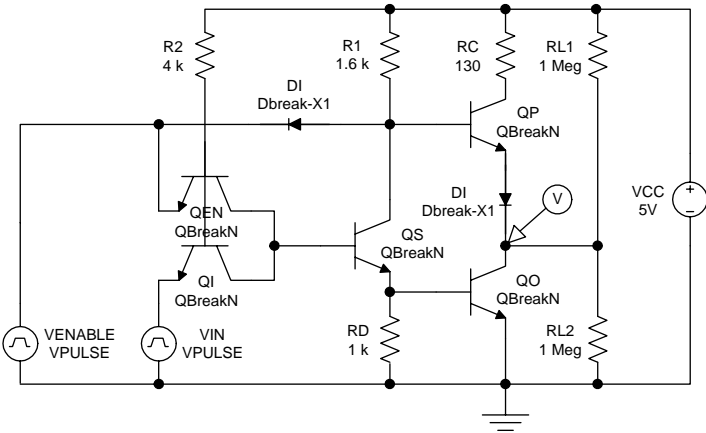 R2
4 k
R1
1.6 k
RC
130
RL1
1 Meg
DI
Dbreak-X1
QP
QBreakN
QEN
QBreakN
DI
Dbreak-X1
V
VCC
5V
+
−
QS
QBreakN
QI
QBreakN
QO
QBreakN
VENABLE
VPULSE
VIN
VPULSE
RD
1 k
RL2
1 Meg